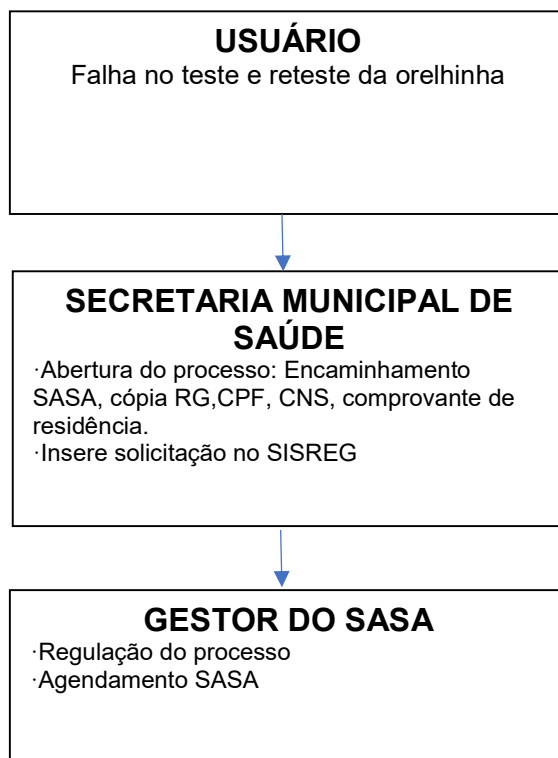 USUÁRIO
Falha no teste e reteste da orelhinha
SECRETARIA MUNICIPAL DE
SAÚDE
·Abertura do processo: Encaminhamento
SASA, cópia RG,CPF, CNS, comprovante de
residência.
·Insere solicitação no SISREG
GESTOR DO SASA
·Regulação do processo
·Agendamento SASA